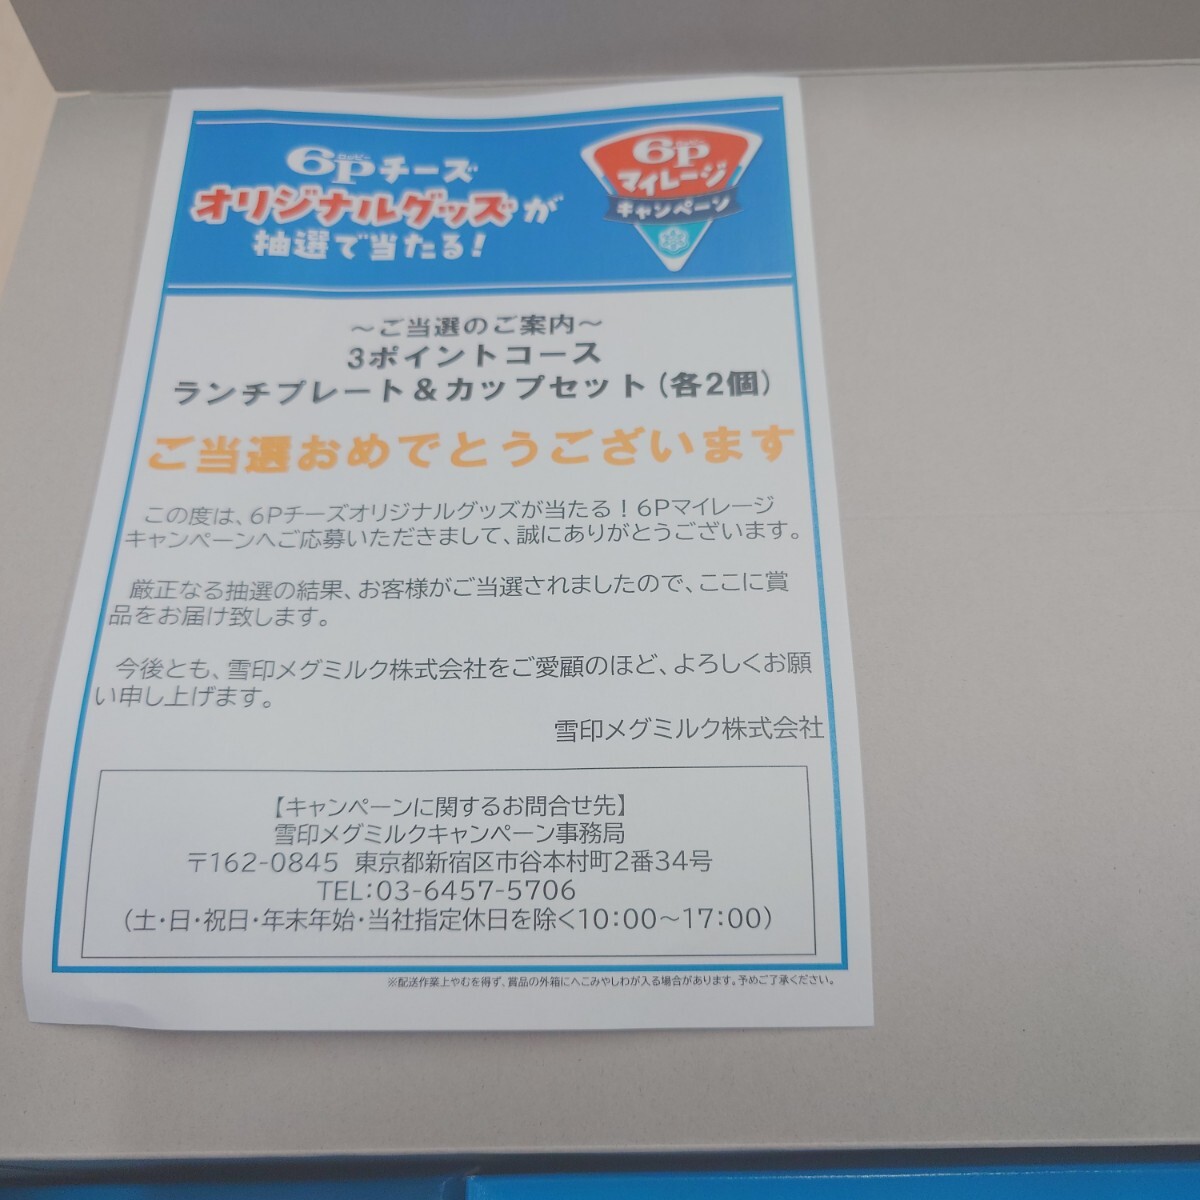 6Pチーズ
ロッピー
オリジナルグッズが
抽選で当たる!
6P
ロッピー
マイレージ
キャンペーン
～ご当選のご案内～
3ポイントコース
ランチプレート&カップセット(各2個)
ご当選おめでとうございます
この度は、6Pチーズオリジナルグッズが当たる！6Pマイレージ
キャンペーンへご応募いただきまして、誠にありがとうございます。
厳正なる抽選の結果、お客様がご当選されましたので、ここに賞
品をお届け致します。
今後とも、雪印メグミルク株式会社をご愛顧のほど、よろしくお願
い申し上げます。
雪印メグミルク株式会社
【キャンペーンに関するお問合せ先】
雪印メグミルクキャンペーン事務局
〒162-0845 東京都新宿区市谷本村町2番34号
TEL:03-6457-5706
(土・日・祝日・年末年始・当社指定休日を除く10:00～17:00)
※配送作業上やむを得ず、賞品の外箱にへこみやしわが入る場合があります。予めご了承ください。